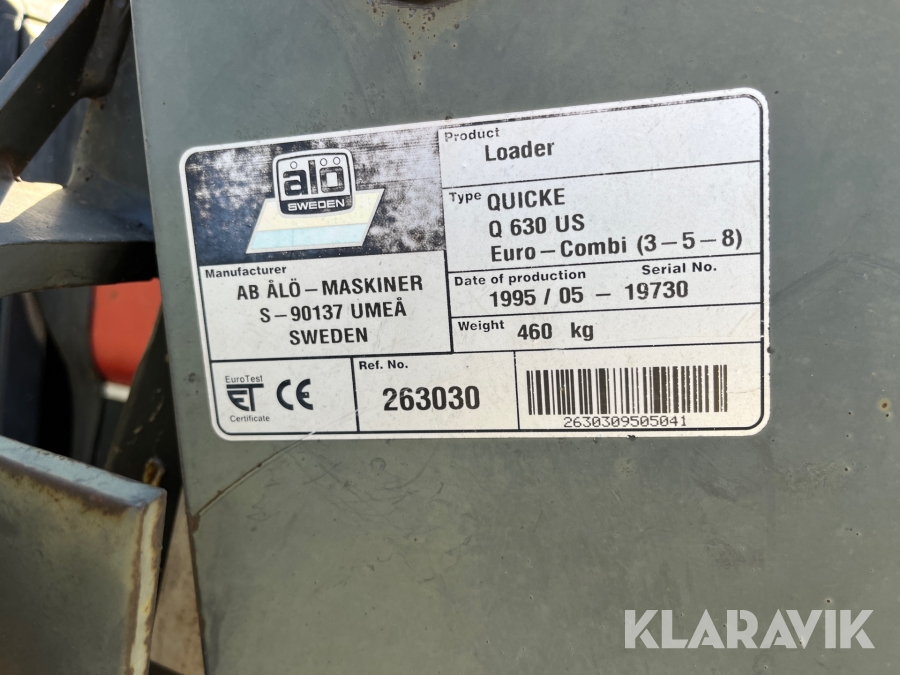 ålö
SWEDEN
Product
Loader
Type QUICKE
Q 630 US
Euro-Combi (3-5-8)
Manufacturer
AB ÅLÖ-MASKINER
S-90137 UMEÅ
SWEDEN
Date of production Serial No.
1995 / 05 - 19730
Weight 460 kg
EuroTest
ET CE
Certificate
Ref. No.
263030
2630309505041
KLARAVIK